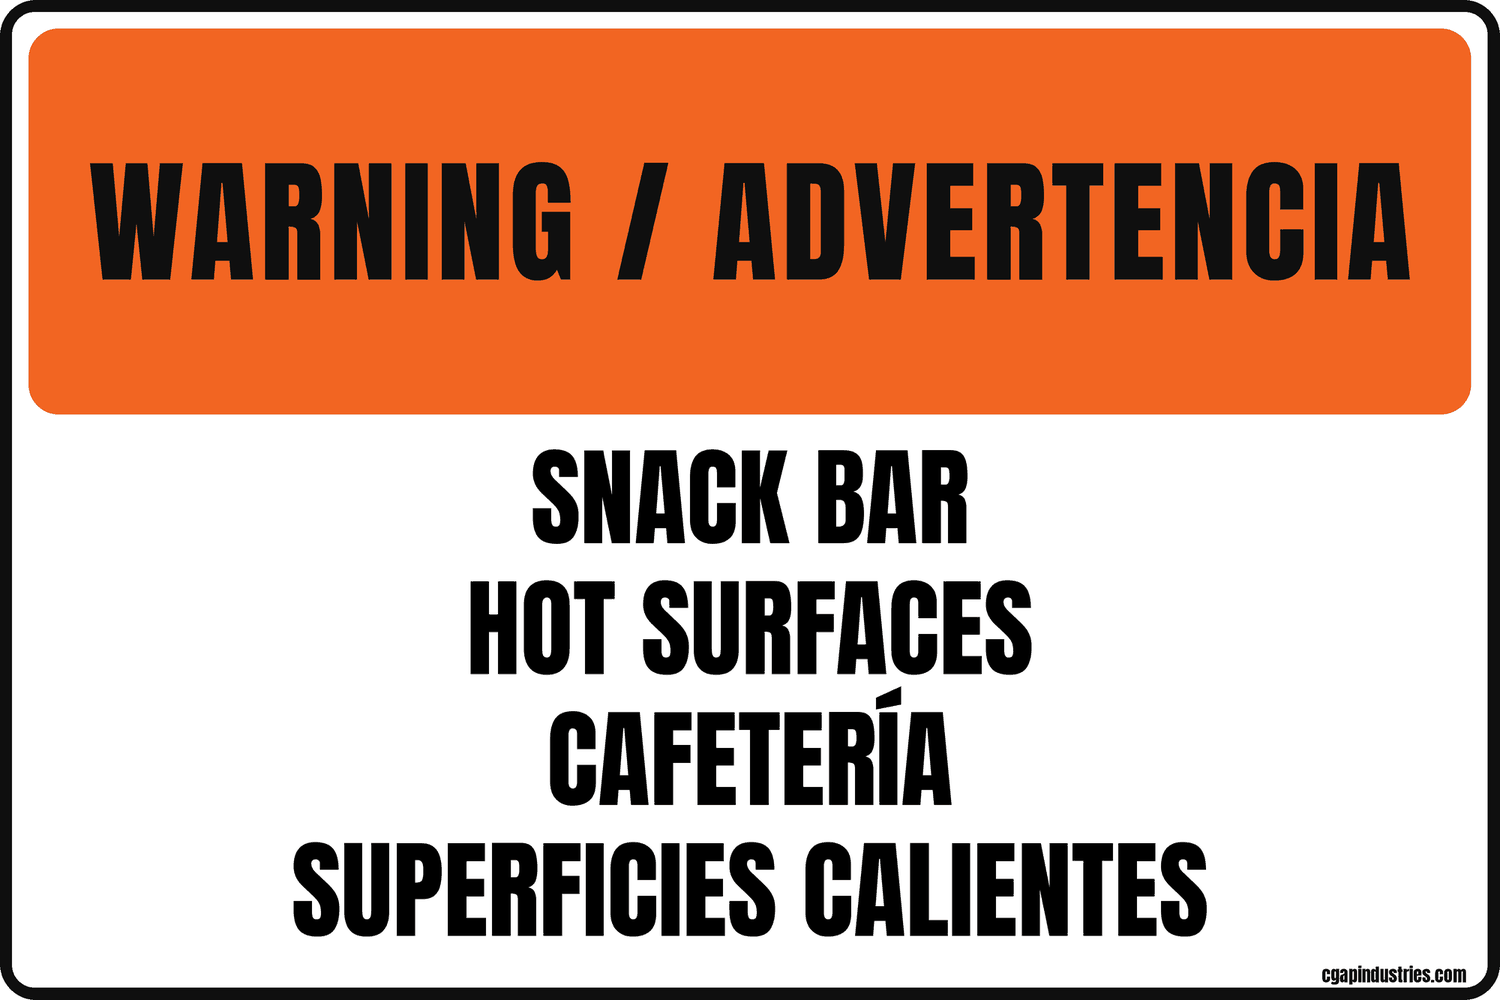 WARNING / ADVERTENCIA
SNACK BAR
HOT SURFACES
CAFETERÍA
SUPERFICIES CALIENTES
cgapindustries.com